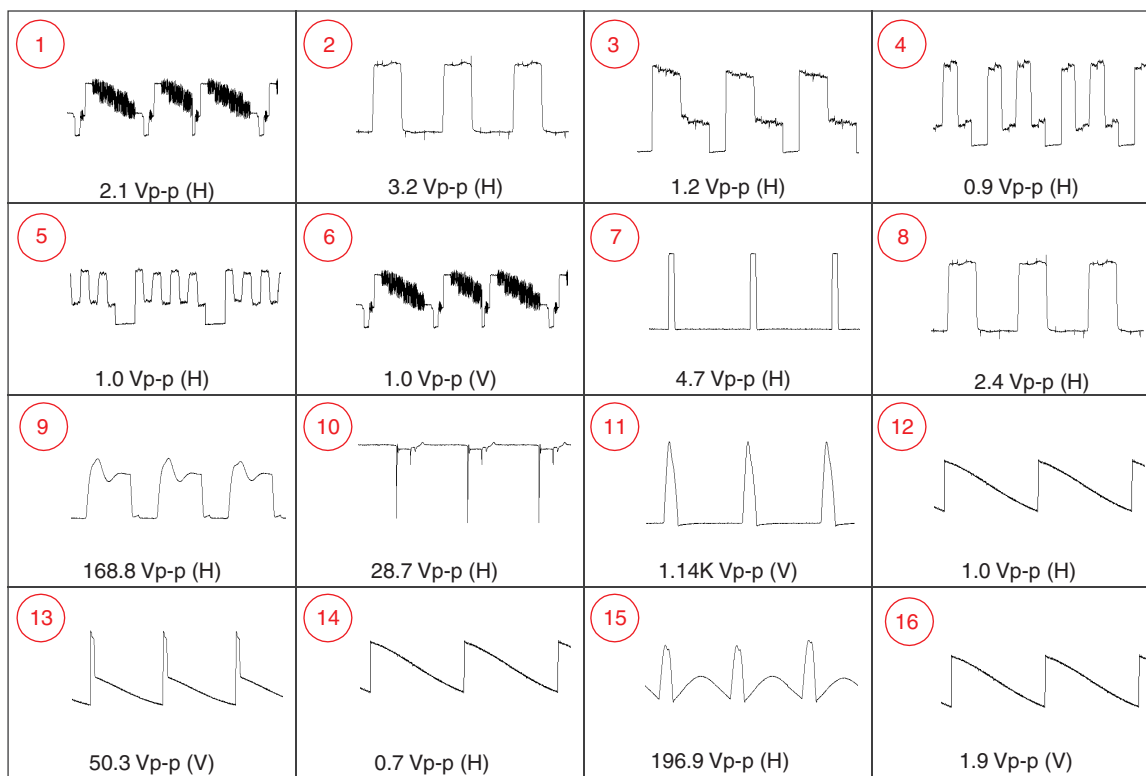 1 2 3 4
2.1 Vp-p (H) 3.2 Vp-p (H) 1.2 Vp-p (H) 0.9 Vp-p (H)
5 6 7 8
1.0 Vp-p (H) 1.0 Vp-p (V) 4.7 Vp-p (H) 2.4 Vp-p (H)
9 10 11 12
168.8 Vp-p (H) 28.7 Vp-p (H) 1.14K Vp-p (V) 1.0 Vp-p (H)
13 14 15 16
50.3 Vp-p (V) 0.7 Vp-p (H) 196.9 Vp-p (H) 1.9 Vp-p (V)